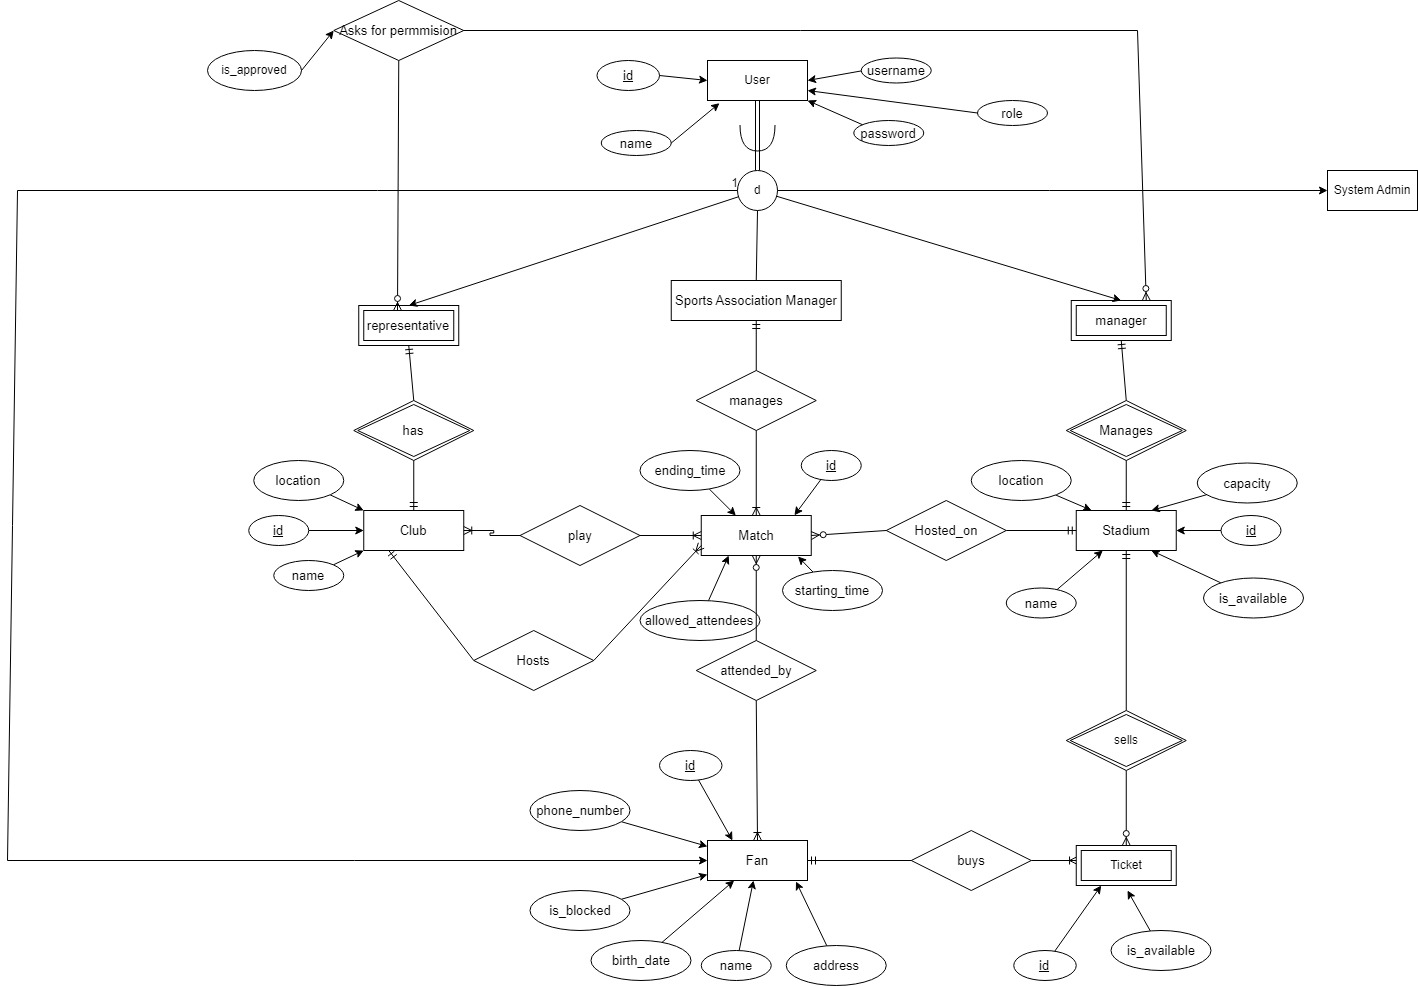 Asks for permmision
is_approved
id
User
username
role
name
password
1
d
System Admin
Sports Association Manager
representative
manager
manages
has
Manages
location
ending_time
id
location
capacity
id
Club
play
Match
Hosted_on
Stadium
id
name
starting_time
name
is_available
allowed_attendees
Hosts
attended_by
sells
id
phone_number
Fan
buys
Ticket
is_blocked
birth_date
name
address
id
is_available